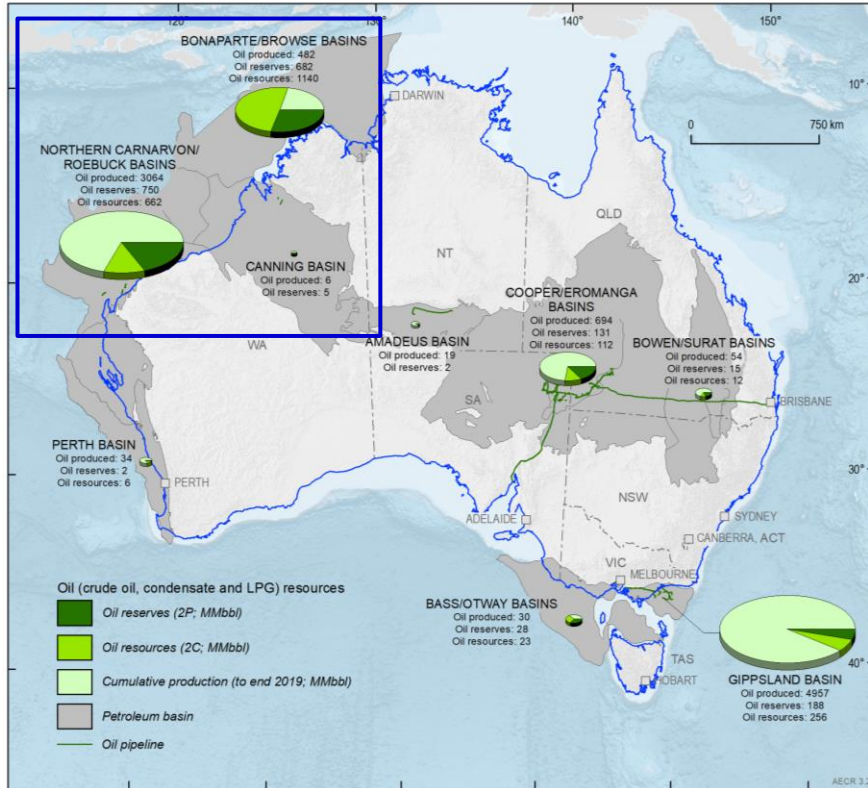 120°
130°
140°
150°
BONAPARTE/BROWSE BASINS
Oil produced: 482
Oil reserves: 682
Oil resources: 1140
10°
DARWIN
0
750 km
NORTHERN CARNARVON/
ROEBUCK BASINS
Oil produced: 3064
Oil reserves: 750
Oil resources: 662
QLD
NT
CANNING BASIN
Oil produced: 6
Oil reserves: 5
20°
COOPER/EROMANGA
BASINS
Oil produced: 694
Oil reserves: 131
Oil resources: 112
WA
AMADEUS BASIN
Oil produced: 19
Oil reserves: 2
BOWEN/SURAT BASINS
Oil produced: 54
Oil reserves: 15
Oil resources: 12
SA
BRISBANE
PERTH BASIN
Oil produced: 34
Oil reserves: 2
Oil resources: 6
PERTH
30°
NSW
ADELAIDE
SYDNEY
CANBERRA, ACT
VIC
MELBOURNE
Oil (crude oil, condensate and LPG) resources
Oil reserves (2P; MMbbl)
Oil resources (2C; MMbbl)
Cumulative production (to end 2019; MMbbl)
Petroleum basin
Oil pipeline
BASS/OTWAY BASINS
Oil produced: 30
Oil reserves: 28
Oil resources: 23
TAS
40°
HOBART
GIPPSLAND BASIN
Oil produced: 4957
Oil reserves: 188
Oil resources: 256
AECR 3.2